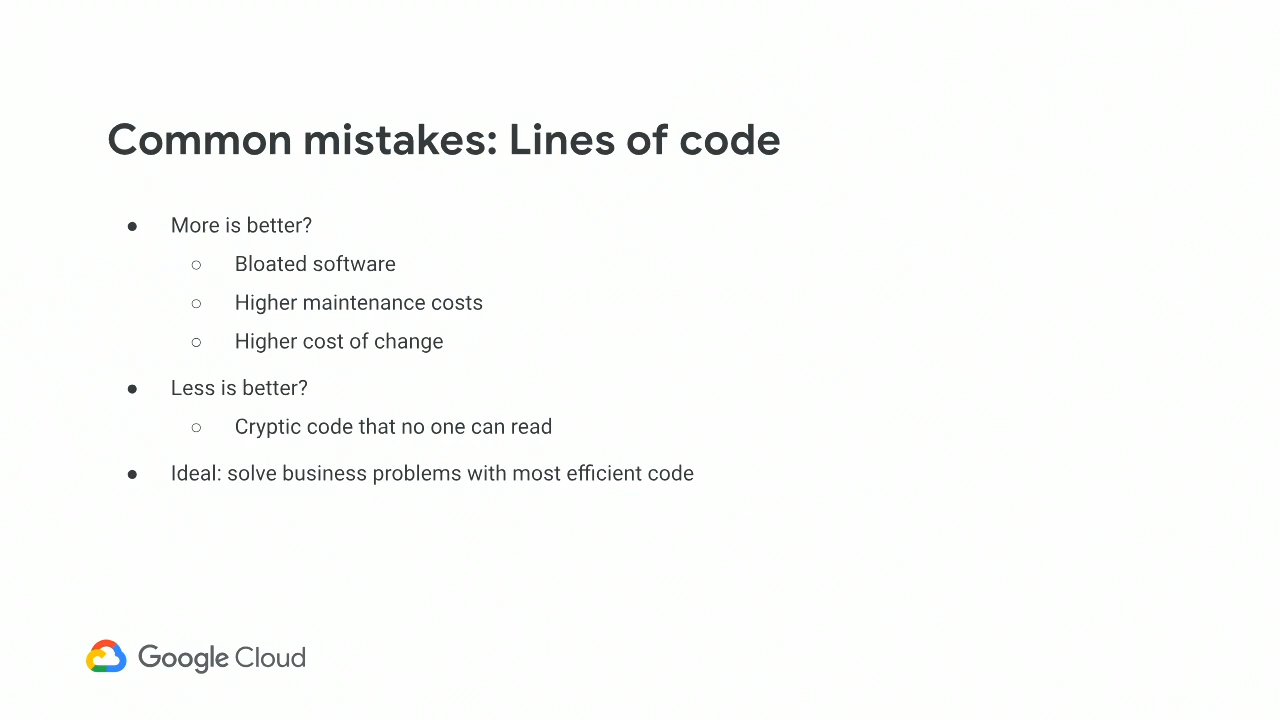 Common mistakes: Lines of code
● More is better?
○ Bloated software
○ Higher maintenance costs
○ Higher cost of change
● Less is better?
○ Cryptic code that no one can read
● Ideal: solve business problems with most efficient code
Google Cloud